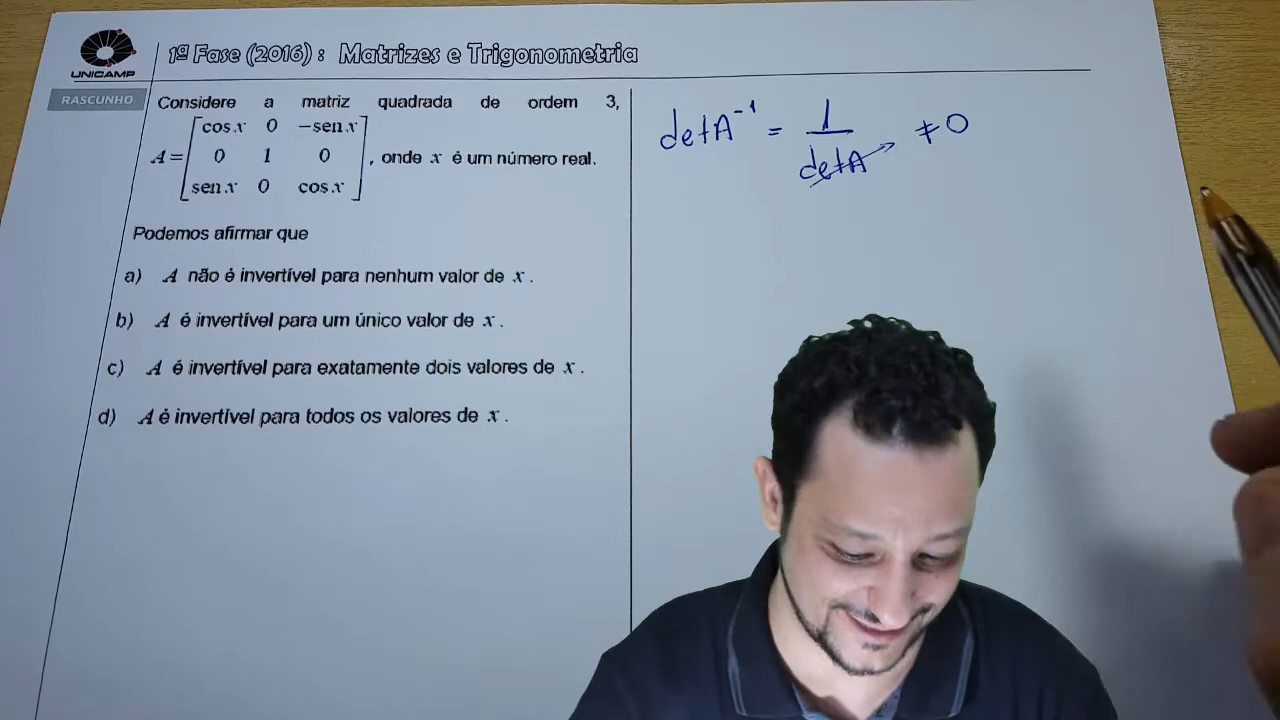 UNICAMP
1ª Fase (2016) : Matrizes e Trigonometria
RASCUNHO
Considere a matriz quadrada de ordem 3,
A = [cos x 0 -sen x
0 1 0
sen x 0 cos x] , onde x é um número real.
Podemos afirmar que
a) A não é invertível para nenhum valor de x .
b) A é invertível para um único valor de x .
c) A é invertível para exatamente dois valores de x .
d) A é invertível para todos os valores de x .
detA⁻¹ = 1/detA → ≠0